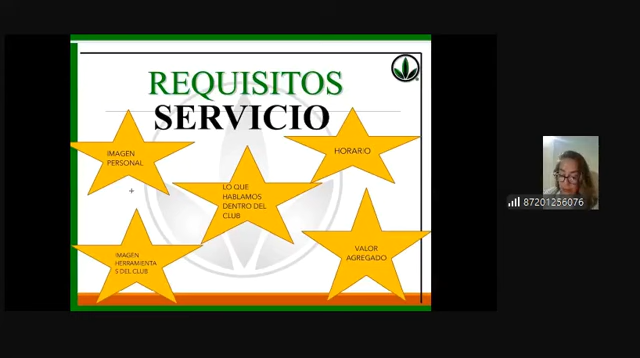 REQUISITOS
SERVICIO
IMAGEN
PERSONAL
HORARIO
LO QUE
HABLAMOS
DENTRO DEL
CLUB
IMAGEN
HERRAMIENTA
S DEL CLUB
VALOR
AGREGADO
87201256076